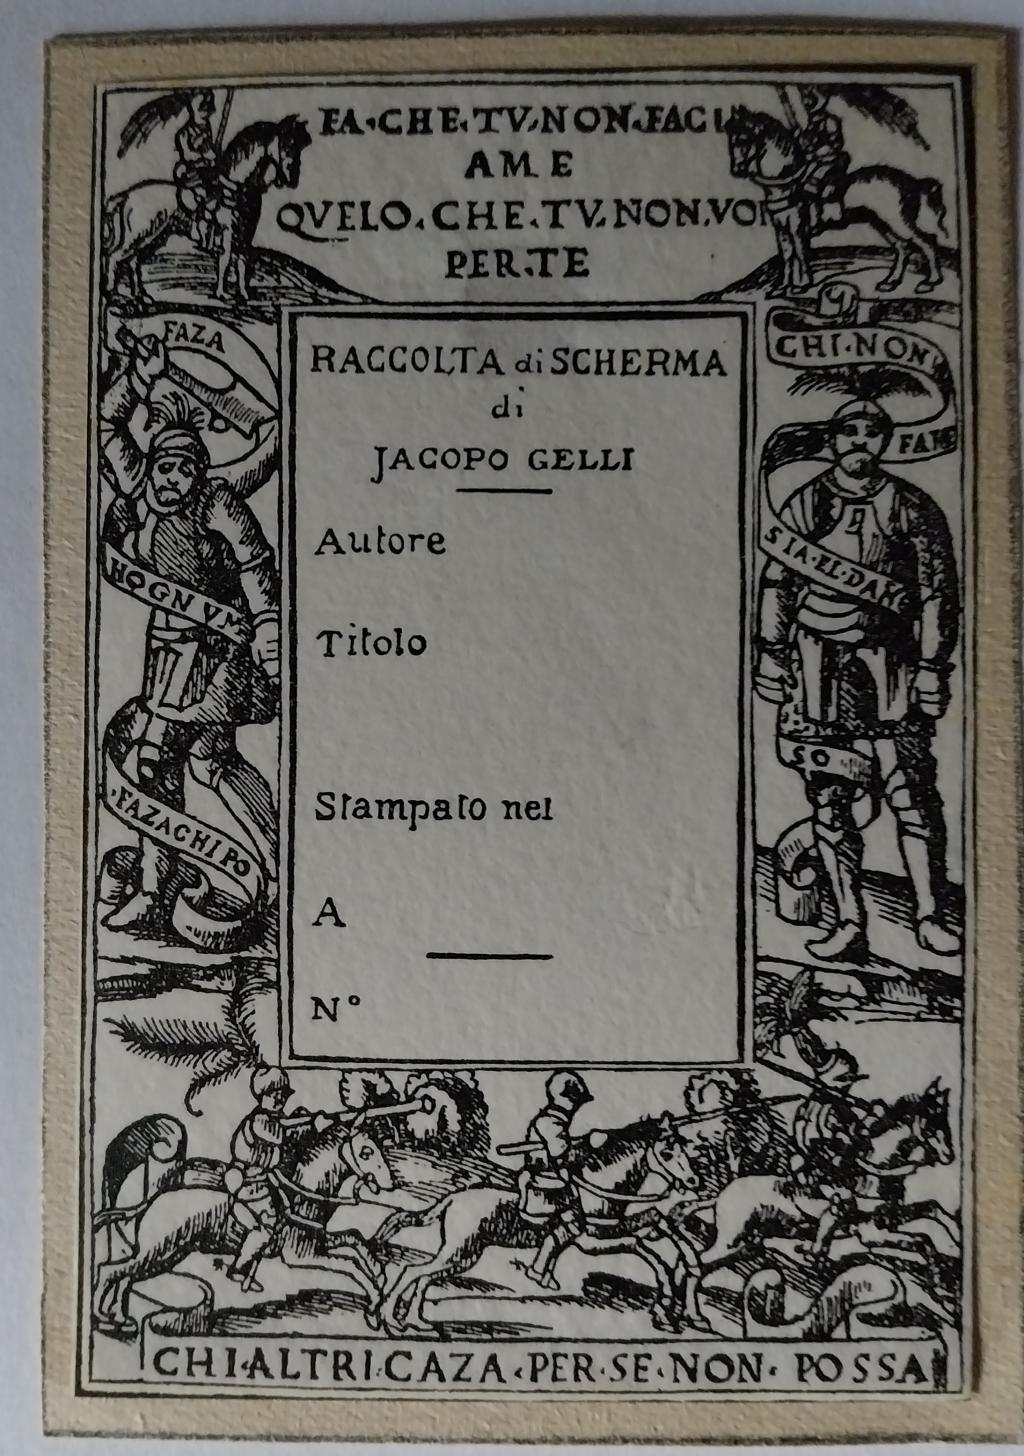 FA·CHE·TV·NON·FACI
AME
QVELO·CHE·TV·NON·VOI
PER·TE
FAZA
HOGNVM
·FAZACHIPO
CHI·NON
FAM
SIA·EL·DAN
SO
RACCOLTA di SCHERMA
di
JACOPO GELLI
Autore
Titolo
Stampato nel
A
N°
CHI·ALTRI·CAZA·PER·SE·NON·POSSA